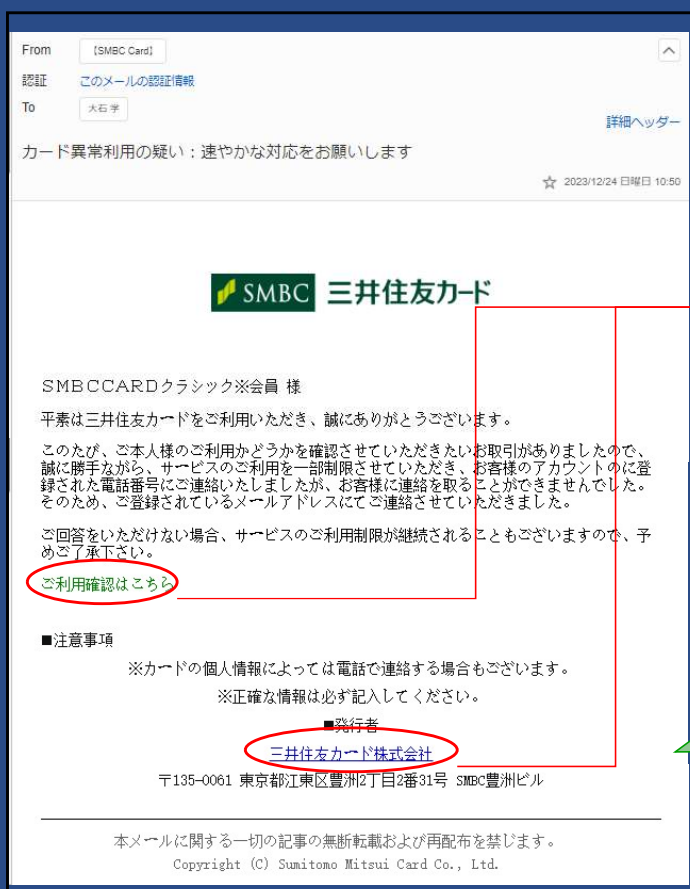 From 【SMBC Card】
認証 このメールの認証情報
To 大石 学
詳細ヘッダー
カード異常利用の疑い：速やかな対応をお願いします
☆ 2023/12/24 日曜日 10:50
SMBC 三井住友カード
ＳＭＢＣＣＡＲＤクラシック※会員 様
平素は三井住友カードをご利用いただき、誠にありがとうございます。
このたび、ご本人様のご利用かどうかを確認させていただきたいお取引がありましたので、
誠に勝手ながら、サービスのご利用を一部制限させていただき、お客様のアカウントのに登
録された電話番号にご連絡いたしましたが、お客様に連絡を取ることができませんでした。
そのため、ご登録されているメールアドレスにてご連絡させていただきました。
ご回答をいただけない場合、サービスのご利用制限が継続されることもございますので、予
めご了承下さい。
ご利用確認はこちら
■注意事項
※カードの個人情報によっては電話で連絡する場合もございます。
※正確な情報は必ず記入してください。
■発行者
三井住友カード株式会社
〒135-0061 東京都江東区豊洲2丁目2番31号 SMBC豊洲ビル
本メールに関する一切の記事の無断転載および再配布を禁じます。
Copyright (C) Sumitomo Mitsui Card Co., Ltd.